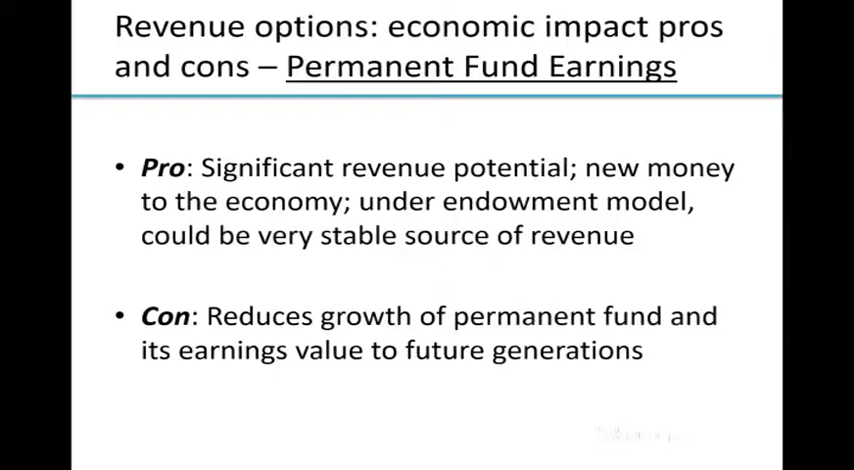 Revenue options: economic impact pros
and cons – Permanent Fund Earnings
• Pro: Significant revenue potential; new money
to the economy; under endowment model,
could be very stable source of revenue
• Con: Reduces growth of permanent fund and
its earnings value to future generations